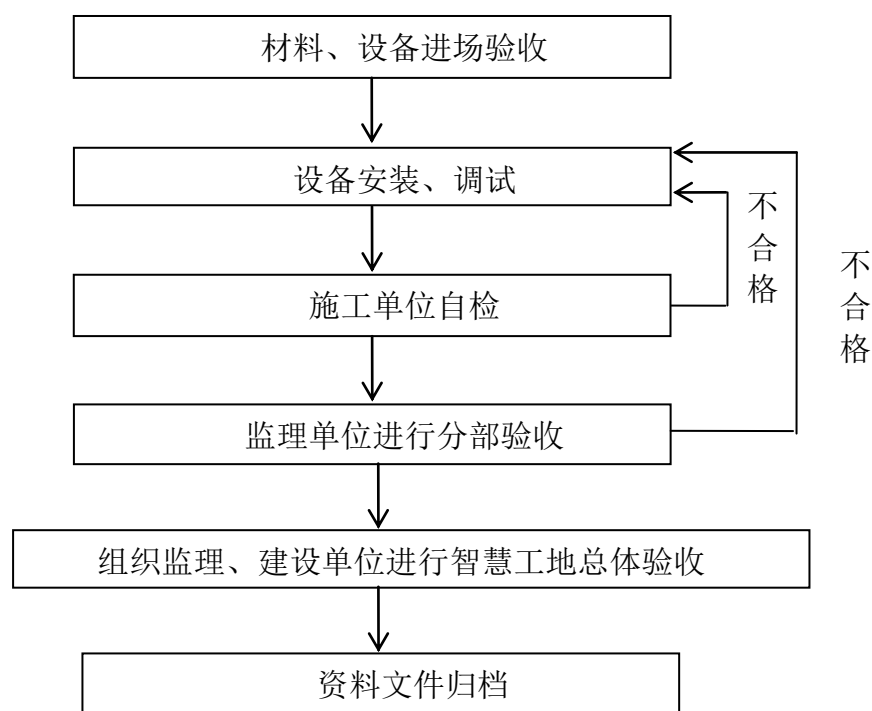 材料、设备进场验收
设备安装、调试
不合格
施工单位自检
不合格
监理单位进行分部验收
组织监理、建设单位进行智慧工地总体验收
资料文件归档